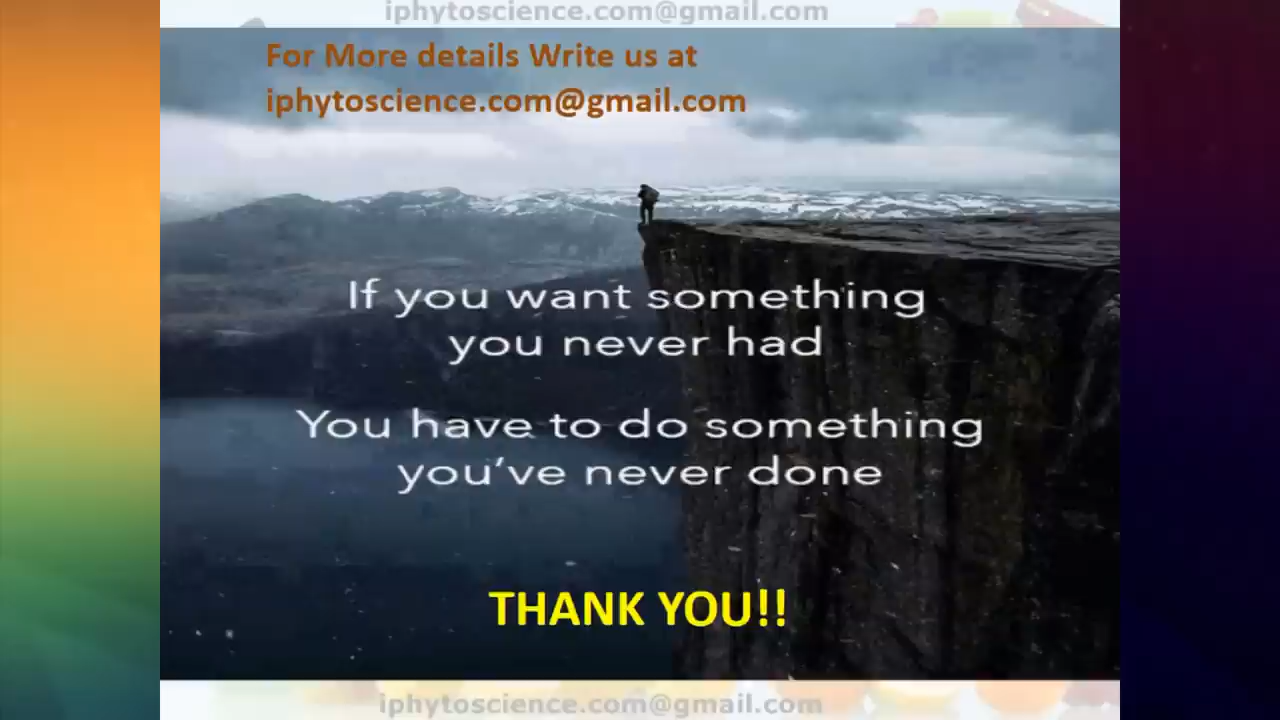 iphytoscience.com@gmail.com
For More details Write us at
iphytoscience.com@gmail.com
If you want something
you never had
You have to do something
you've never done
THANK YOU!!
iphytoscience.com@gmail.com